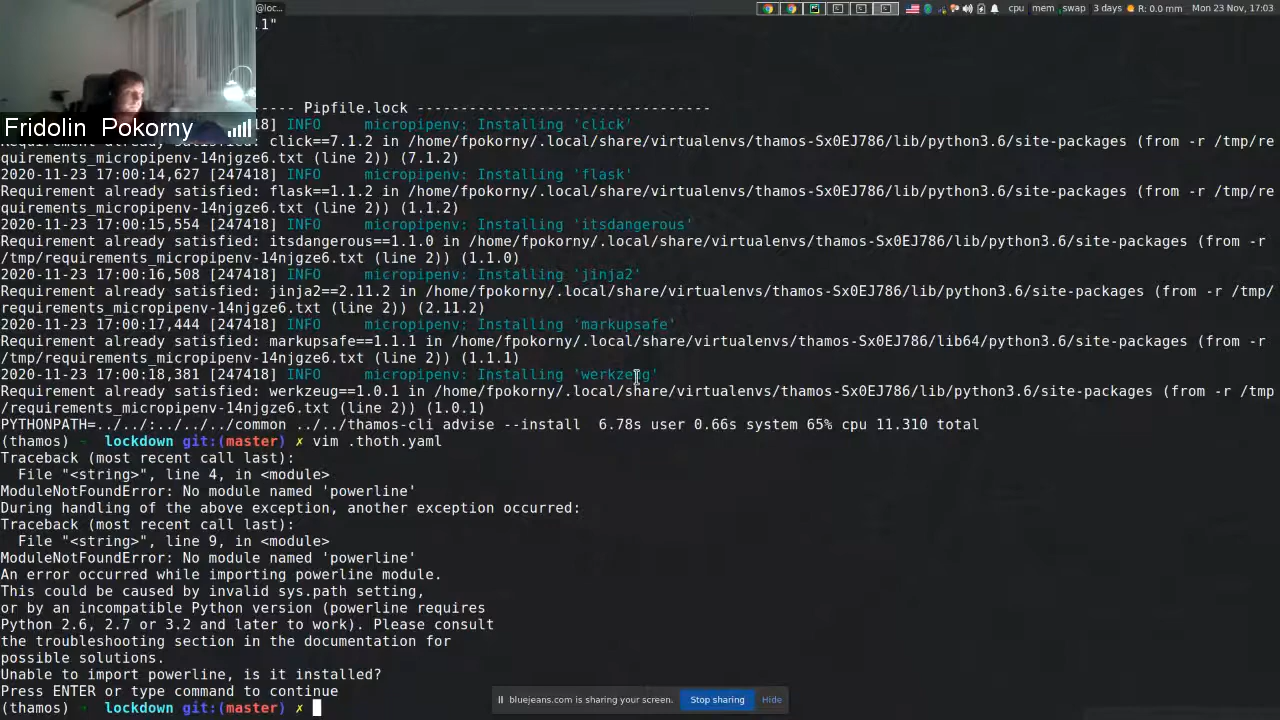 @loc...
cpu mem swap 3 days R: 0.0 mm Mon 23 Nov, 17:03
.1"
Fridolin Pokorny
------ Pipfile.lock ----------------------------------
418] INFO micropipenv: Installing 'click'
Requirement already satisfied: click==7.1.2 in /home/fpokorny/.local/share/virtualenvs/thamos-Sx0EJ786/lib/python3.6/site-packages (from -r /tmp/re
quirements_micropipenv-14njgze6.txt (line 2)) (7.1.2)
2020-11-23 17:00:14,627 [247418] INFO micropipenv: Installing 'flask'
Requirement already satisfied: flask==1.1.2 in /home/fpokorny/.local/share/virtualenvs/thamos-Sx0EJ786/lib/python3.6/site-packages (from -r /tmp/re
quirements_micropipenv-14njgze6.txt (line 2)) (1.1.2)
2020-11-23 17:00:15,554 [247418] INFO micropipenv: Installing 'itsdangerous'
Requirement already satisfied: itsdangerous==1.1.0 in /home/fpokorny/.local/share/virtualenvs/thamos-Sx0EJ786/lib/python3.6/site-packages (from -r
/tmp/requirements_micropipenv-14njgze6.txt (line 2)) (1.1.0)
2020-11-23 17:00:16,508 [247418] INFO micropipenv: Installing 'jinja2'
Requirement already satisfied: jinja2==2.11.2 in /home/fpokorny/.local/share/virtualenvs/thamos-Sx0EJ786/lib/python3.6/site-packages (from -r /tmp/
requirements_micropipenv-14njgze6.txt (line 2)) (2.11.2)
2020-11-23 17:00:17,444 [247418] INFO micropipenv: Installing 'markupsafe'
Requirement already satisfied: markupsafe==1.1.1 in /home/fpokorny/.local/share/virtualenvs/thamos-Sx0EJ786/lib64/python3.6/site-packages (from -r
/tmp/requirements_micropipenv-14njgze6.txt (line 2)) (1.1.1)
2020-11-23 17:00:18,381 [247418] INFO micropipenv: Installing 'werkzeug'
Requirement already satisfied: werkzeug==1.0.1 in /home/fpokorny/.local/share/virtualenvs/thamos-Sx0EJ786/lib/python3.6/site-packages (from -r /tmp
/requirements_micropipenv-14njgze6.txt (line 2)) (1.0.1)
PYTHONPATH=../../:../../../common ../../thamos-cli advise --install 6.78s user 0.66s system 65% cpu 11.310 total
(thamos) → lockdown git:(master) ✗ vim .thoth.yaml
Traceback (most recent call last):
File "<string>", line 4, in <module>
ModuleNotFoundError: No module named 'powerline'
During handling of the above exception, another exception occurred:
Traceback (most recent call last):
File "<string>", line 9, in <module>
ModuleNotFoundError: No module named 'powerline'
An error occurred while importing powerline module.
This could be caused by invalid sys.path setting,
or by an incompatible Python version (powerline requires
Python 2.6, 2.7 or 3.2 and later to work). Please consult
the troubleshooting section in the documentation for
possible solutions.
Unable to import powerline, is it installed?
Press ENTER or type command to continue
(thamos) → lockdown git:(master) ✗
bluejeans.com is sharing your screen. Stop sharing Hide